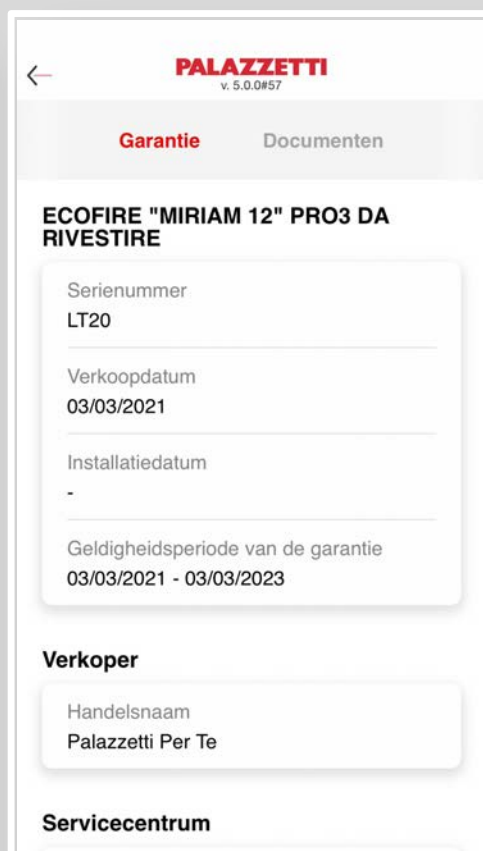 PALAZZETTI
v. 5.0.0#57
Garantie Documenten
ECOFIRE "MIRIAM 12" PRO3 DA
RIVESTIRE
Serienummer
LT20
Verkoopdatum
03/03/2021
Installatiedatum
-
Geldigheidsperiode van de garantie
03/03/2021 - 03/03/2023
Verkoper
Handelsnaam
Palazzetti Per Te
Servicecentrum